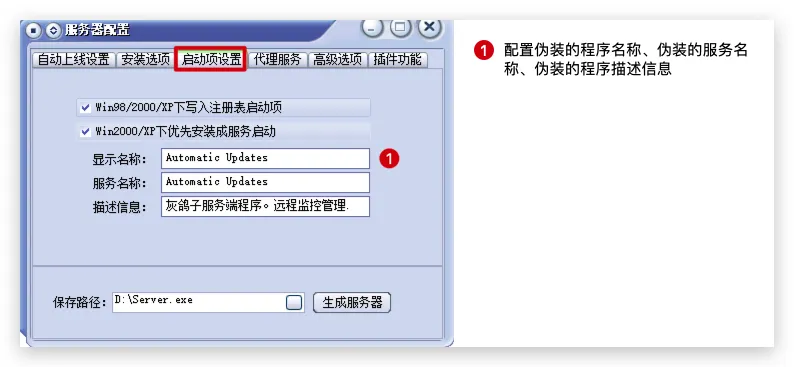 服务器配置
自动上线设置 安装选项 启动项设置 代理服务 高级选项 插件功能
Win98/2000/XP下写入注册表启动项
Win2000/XP下优先安装成服务启动
显示名称： Automatic Updates
1
服务名称： Automatic Updates
描述信息： 灰鸽子服务端程序。远程监控管理.
保存路径： D:\Server.exe 生成服务器
1 配置伪装的程序名称、伪装的服务名
称、伪装的程序描述信息